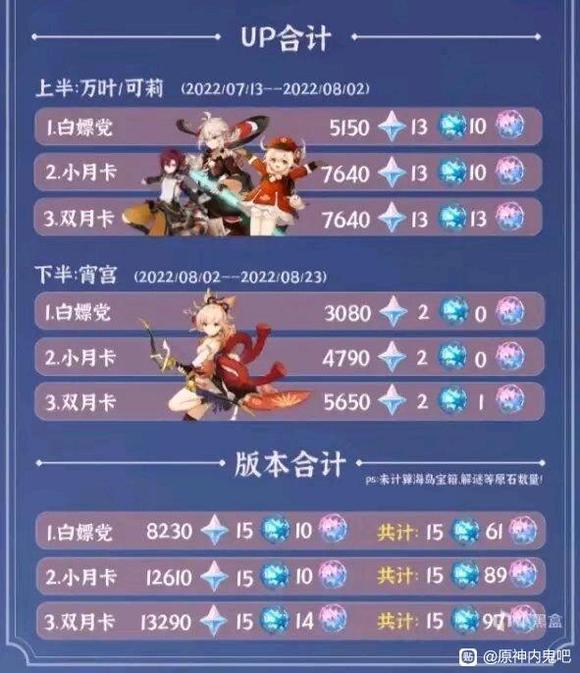 UP合计
上半:万叶/可莉 (2022/07/13--2022/08/02)
1.白嫖党 5150 13 10
2.小月卡 7640 13 10
3.双月卡 7640 13 13
下半:宵宫 (2022/08/02--2022/08/23)
1.白嫖党 3080 2 0
2.小月卡 4790 2 0
3.双月卡 5650 2 1
版本合计
PS:未计算海岛宝箱,解谜等原石数量!
1.白嫖党 8230 15 10 共计: 15 61
2.小月卡 12610 15 10 共计: 15 89
3.双月卡 13290 15 14 共计: 15 97
小黑盒
贴 @原神内鬼吧